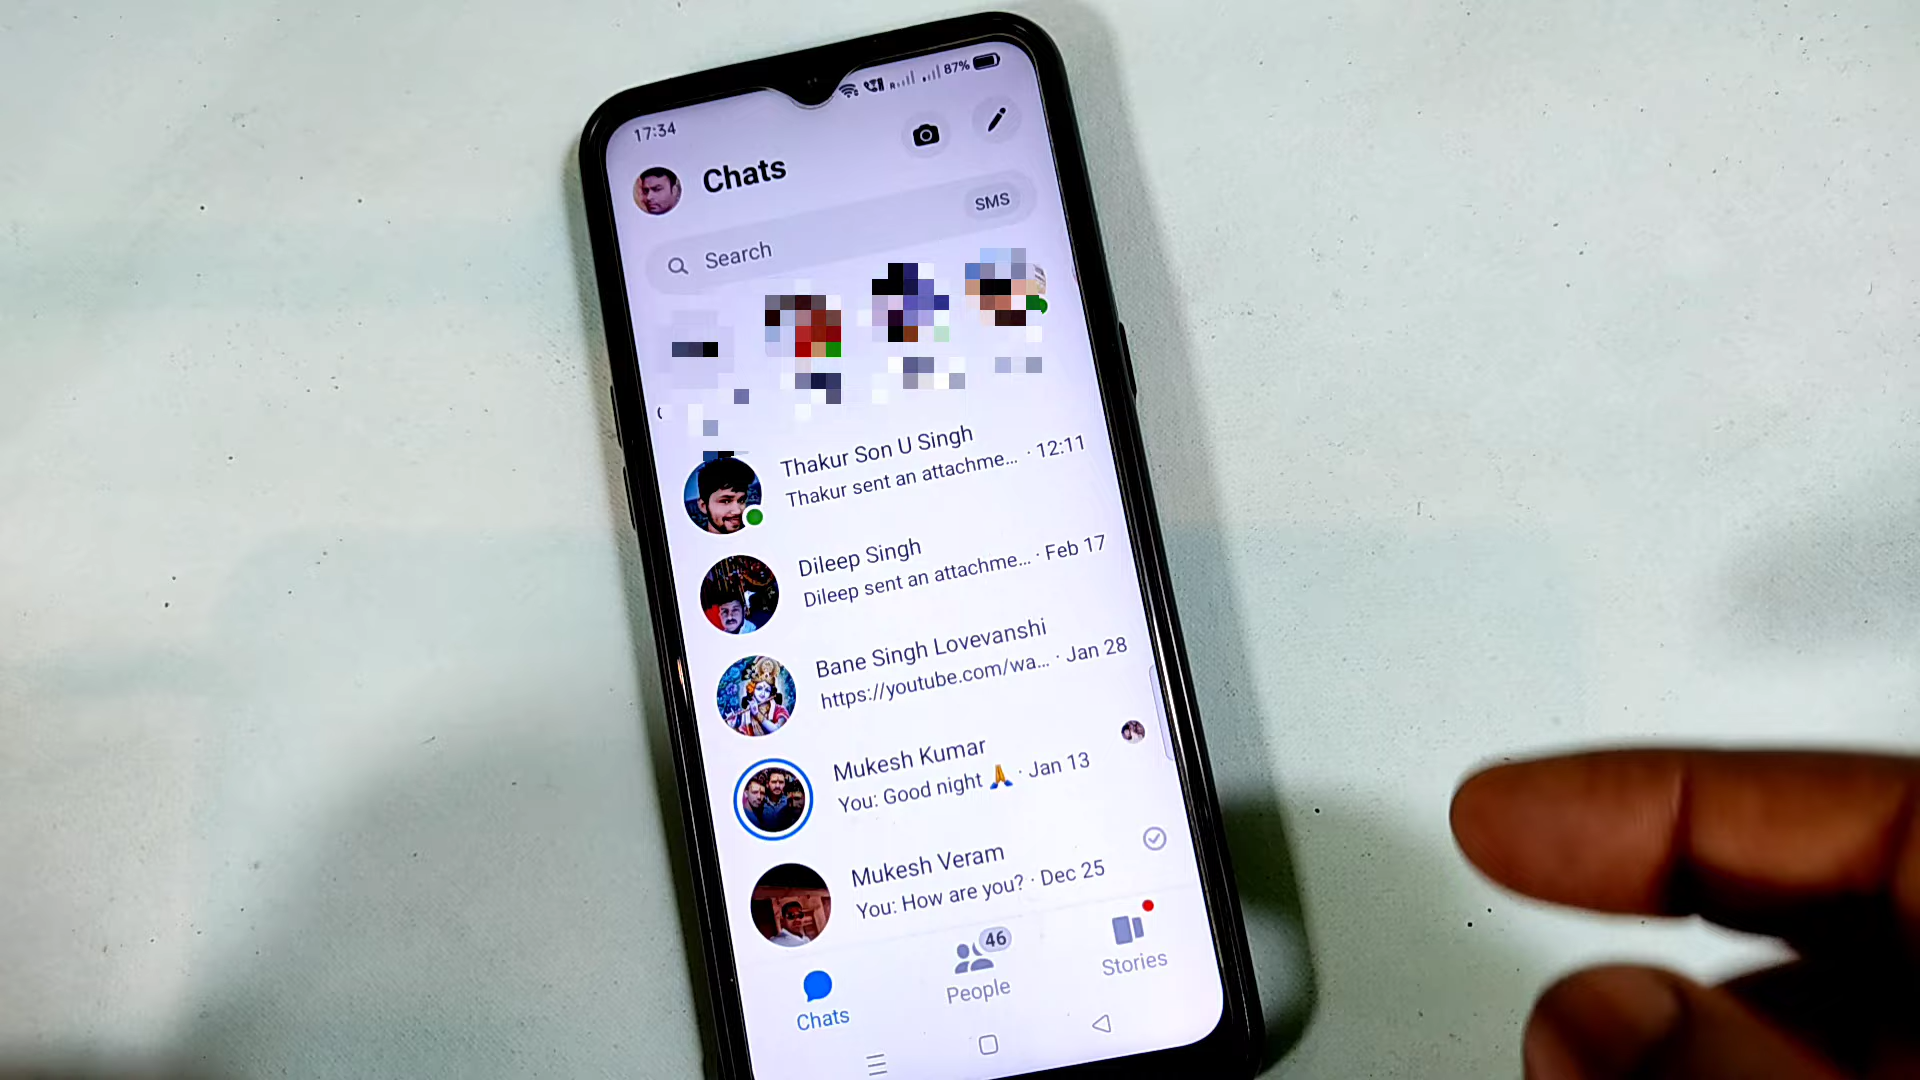 17:34
87%
Chats
SMS
Search
Thakur Son U Singh
Thakur sent an attachme... · 12:11
Dileep Singh
Dileep sent an attachme... · Feb 17
Bane Singh Lovevanshi
https://youtube.com/wa... · Jan 28
Mukesh Kumar
You: Good night 🙏 · Jan 13
Mukesh Veram
You: How are you? · Dec 25
46
Chats
People
Stories